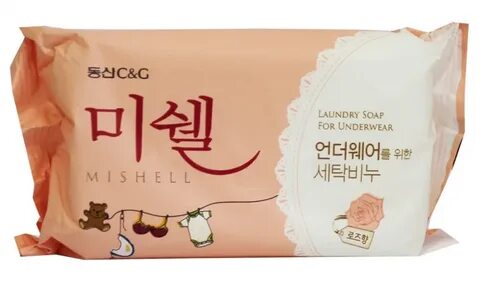 동산C&G
미쉘
MISHELL
LAUNDRY SOAP
FOR UNDERWEAR
언더웨어를 위한
세탁비누
로즈향